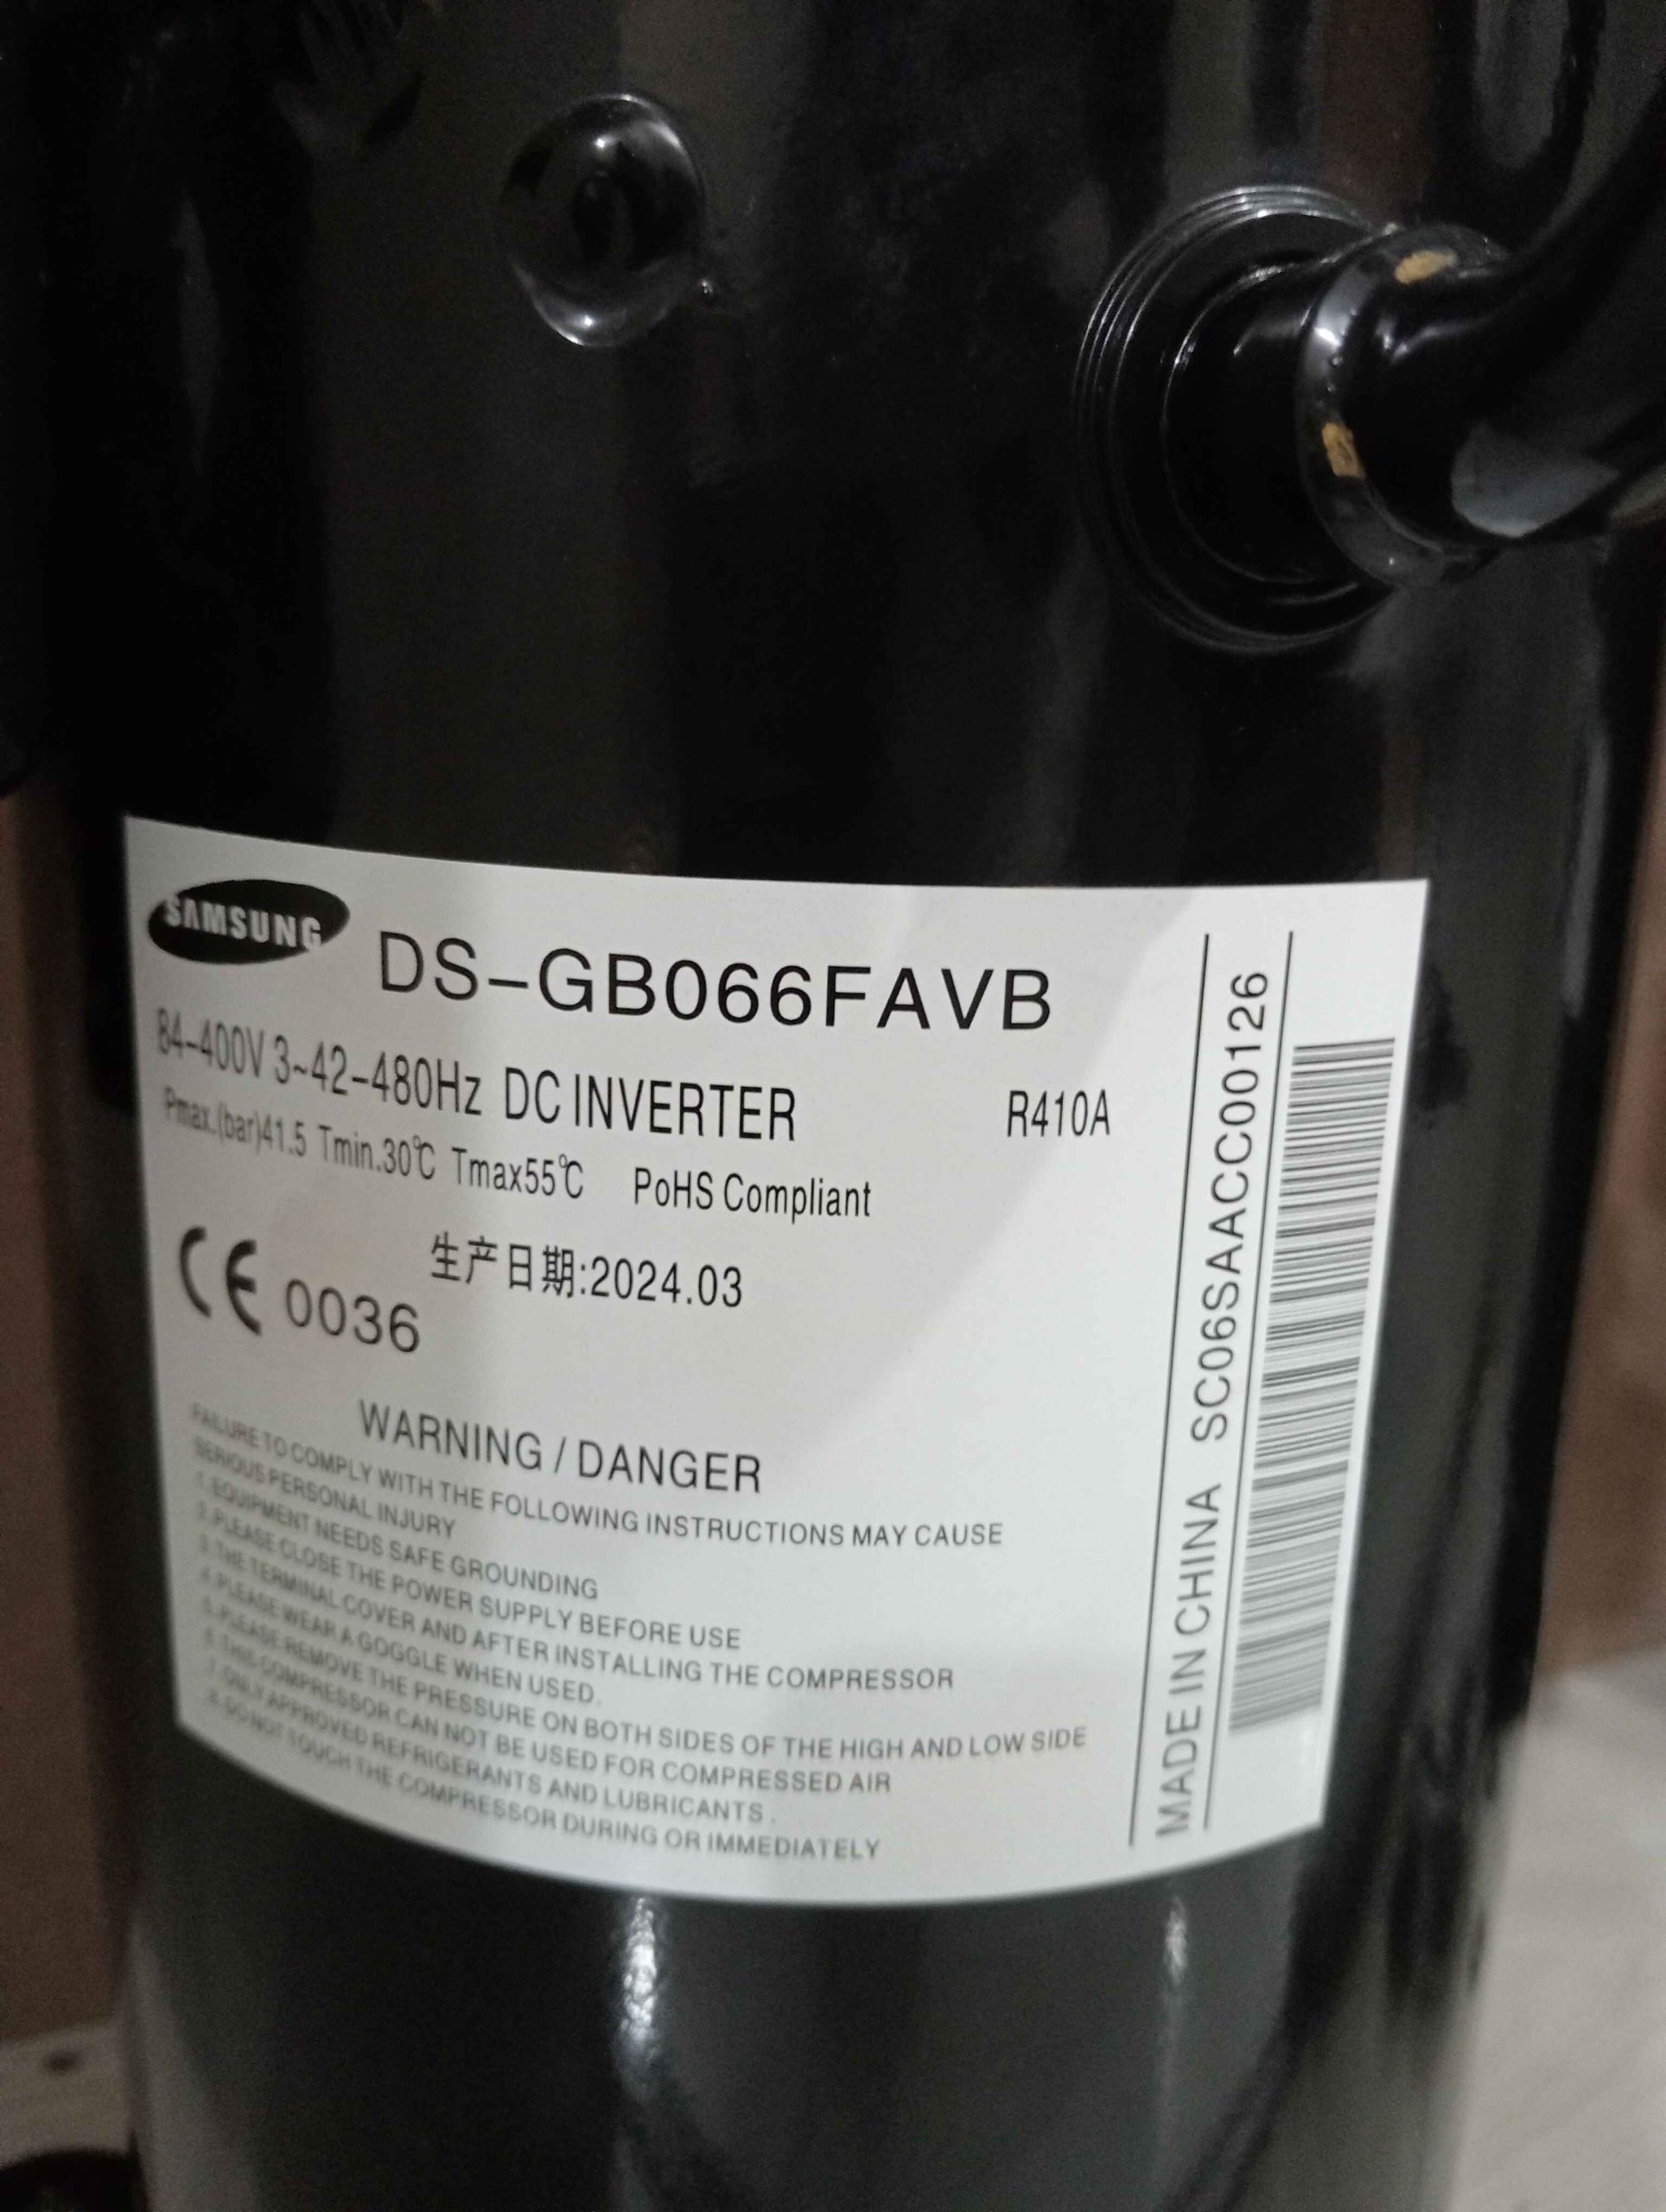 SAMSUNG
DS-GB066FAVB
84-400V 3~42-480Hz DC INVERTER R410A
Pmax.(bar)41.5 Tmin.30℃ Tmax55℃ PoHS Compliant
生产日期:2024.03
CE 0036
WARNING / DANGER
FAILURE TO COMPLY WITH THE FOLLOWING INSTRUCTIONS MAY CAUSE
SERIOUS PERSONAL INJURY
1.EQUIPMENT NEEDS SAFE GROUNDING
2.PLEASE CLOSE THE POWER SUPPLY BEFORE USE
3.THE TERMINAL COVER AND AFTER INSTALLING THE COMPRESSOR
4.PLEASE WEAR A GOGGLE WHEN USED.
5.PLEASE REMOVE THE PRESSURE ON BOTH SIDES OF THE HIGH AND LOW SIDE
6.THIS COMPRESSOR CAN NOT BE USED FOR COMPRESSED AIR
7.ONLY APPROVED REFRIGERANTS AND LUBRICANTS .
8.DO NOT TOUCH THE COMPRESSOR DURING OR IMMEDIATELY
MADE IN CHINA SC06SAACC00126